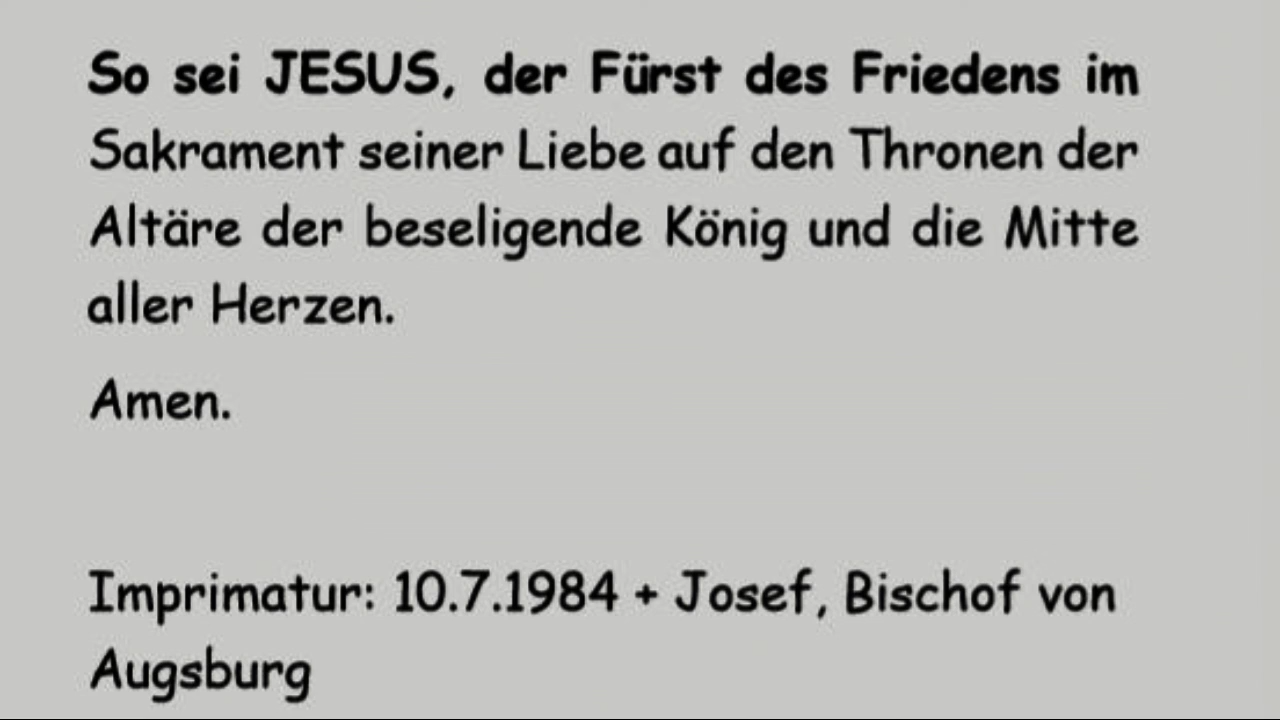 So sei JESUS, der Fürst des Friedens im
Sakrament seiner Liebe auf den Thronen der
Altäre der beseligende König und die Mitte
aller Herzen.
Amen.
Imprimatur: 10.7.1984 + Josef, Bischof von
Augsburg